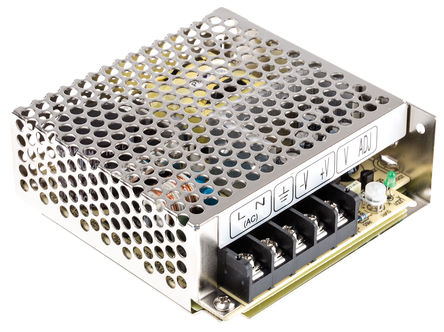 L N ⏚ -V +V V ADJ
(AC)